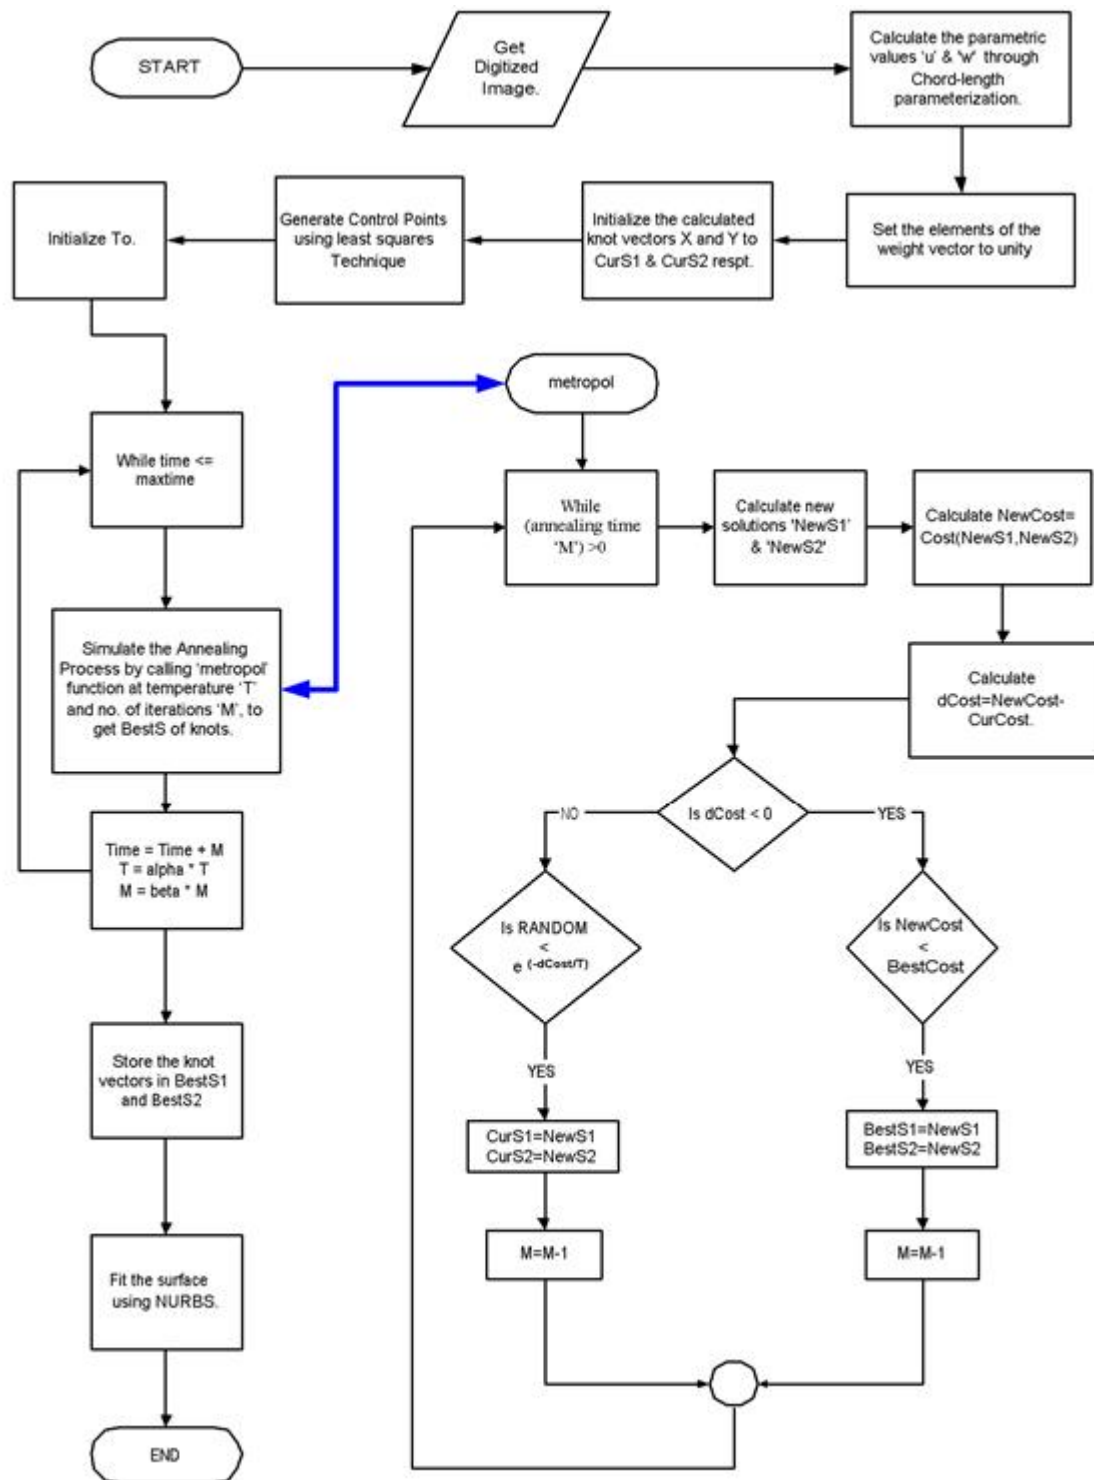 START
Get
Digitized
Image.
Calculate the parametric
values 'u' & 'w' through
Chord-length
parameterization.
Set the elements of the
weight vector to unity
Initialize the calculated
knot vectors X and Y to
CurS1 & CurS2 respt.
Generate Control Points
using least squares
Technique
Initialize To.
While time <=
maxtime
Simulate the Annealing
Process by calling 'metropol'
function at temperature 'T'
and no. of iterations 'M', to
get BestS of knots.
Time = Time + M
T = alpha * T
M = beta * M
Store the knot
vectors in BestS1
and BestS2
Fit the surface
using NURBS.
END
metropol
While
(annealing time
'M') >0
Calculate new
solutions 'NewS1'
& 'NewS2'
Calculate NewCost=
Cost(NewS1,NewS2)
Calculate
dCost=NewCost-
CurCost.
Is dCost < 0
NO
YES
Is RANDOM
<
e (-dCost/T)
YES
CurS1=NewS1
CurS2=NewS2
M=M-1
Is NewCost
<
BestCost
YES
BestS1=NewS1
BestS2=NewS2
M=M-1